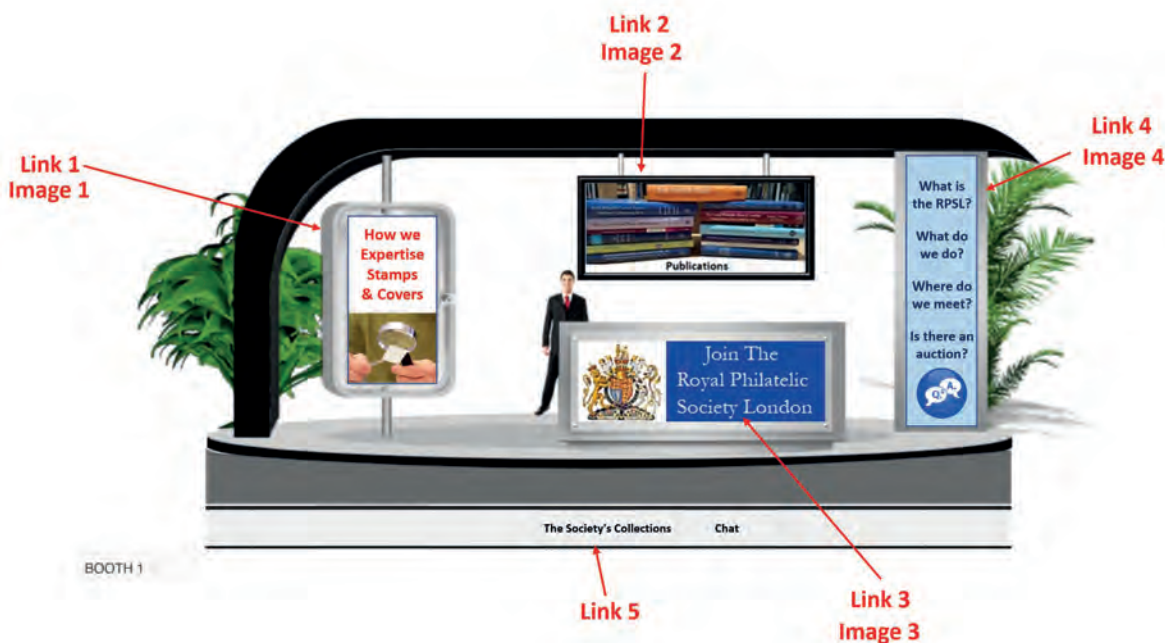 Link 2
Image 2
Link 4
Image 4
Link 1
Image 1
What is
the RPSL?
What do
we do?
Where do
we meet?
Is there an
auction?
Q&A
How we
Expertise
Stamps
& Covers
Publications
Join The
Royal Philatelic
Society London
The Society's Collections
Chat
BOOTH 1
Link 5
Link 3
Image 3